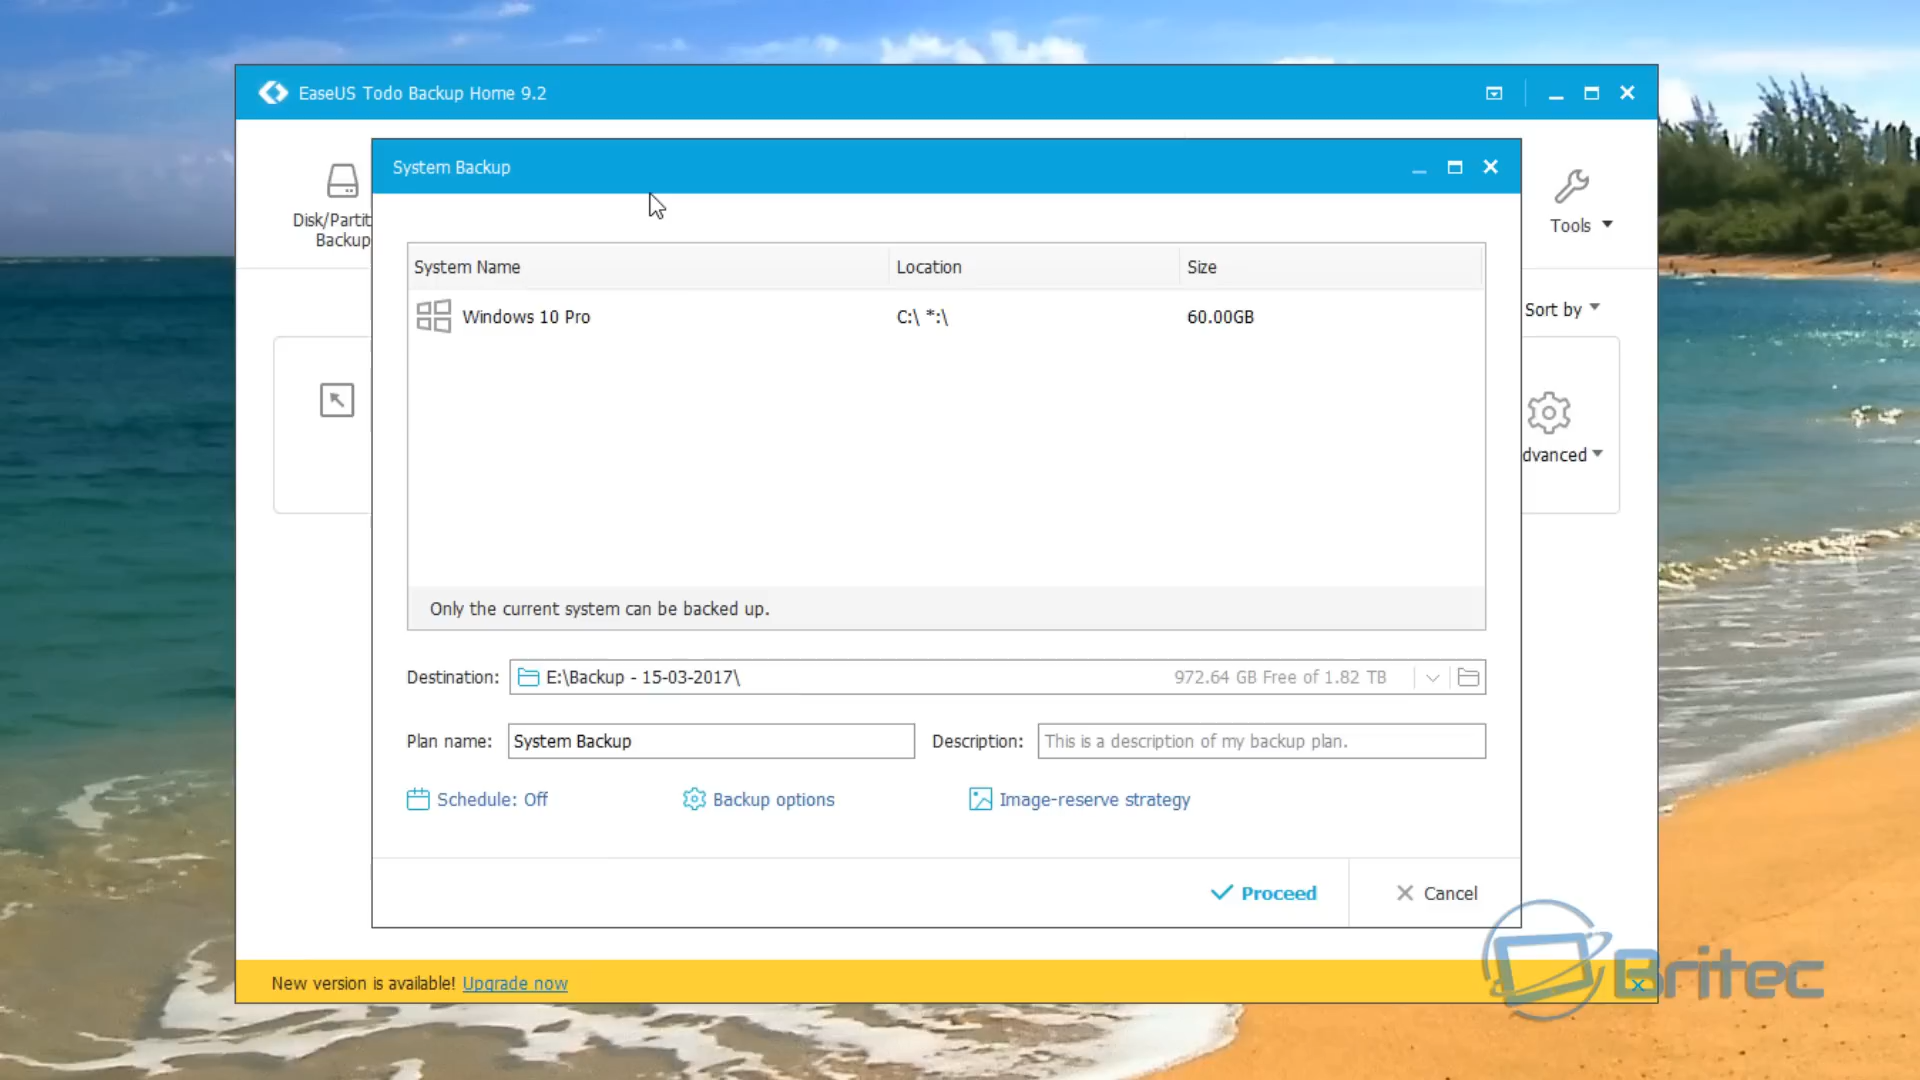 EaseUS Todo Backup Home 9.2
System Backup
Disk/Partit
Backup
Tools
System Name Location Size
Windows 10 Pro C:\ *:\ 60.00GB
Sort by
dvanced
Only the current system can be backed up.
Destination: E:\Backup - 15-03-2017\ 972.64 GB Free of 1.82 TB
Plan name: System Backup Description: This is a description of my backup plan.
Schedule: Off Backup options Image-reserve strategy
Proceed Cancel
New version is available! Upgrade now
Britec